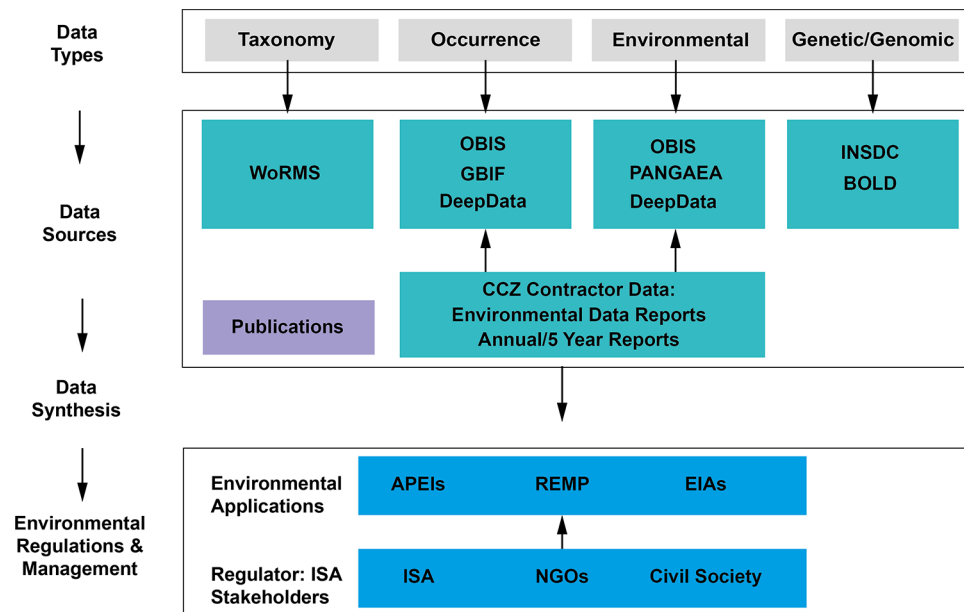 Data
Types
Taxonomy
Occurrence
Environmental
Genetic/Genomic
Data
Sources
WoRMS
OBIS
GBIF
DeepData
OBIS
PANGAEA
DeepData
INSDC
BOLD
Publications
CCZ Contractor Data:
Environmental Data Reports
Annual/5 Year Reports
Data
Synthesis
Environmental
Regulations &
Management
Environmental
Applications
APEIs
REMP
EIAs
Regulator: ISA
Stakeholders
ISA
NGOs
Civil Society